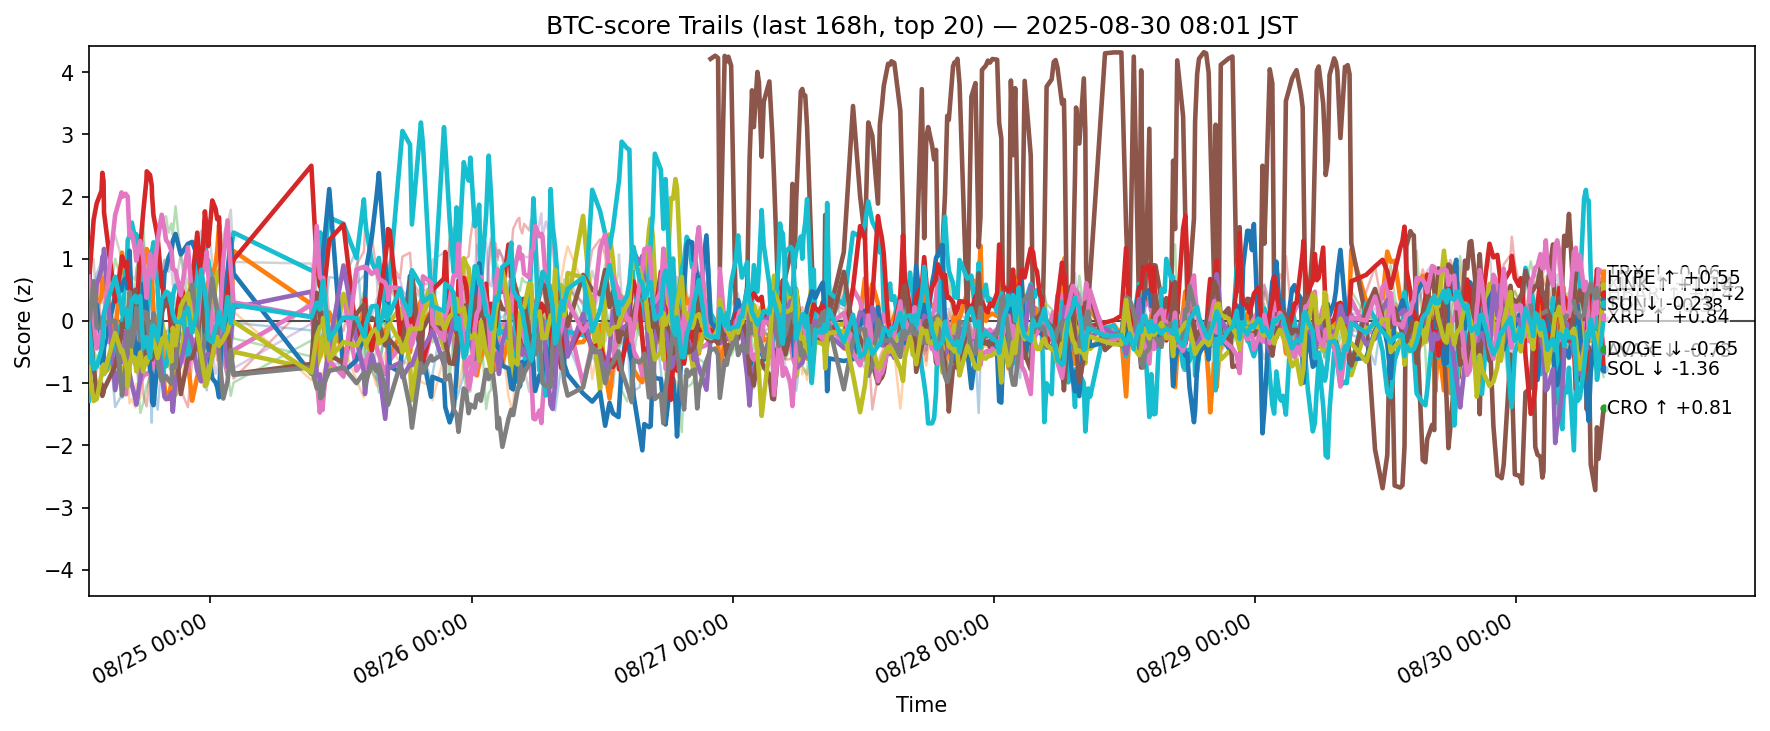 BTC-score Trails (last 168h, top 20) — 2025-08-30 08:01 JST
Score (z)
4
3
2
1
0
−1
−2
−3
−4
HYPE ↑ +0.55
SUI ↓ -0.23
XRP ↑ +0.84
DOGE ↓ -0.65
SOL ↓ -1.36
CRO ↑ +0.81
08/25 00:00
08/26 00:00
08/27 00:00
08/28 00:00
08/29 00:00
08/30 00:00
Time